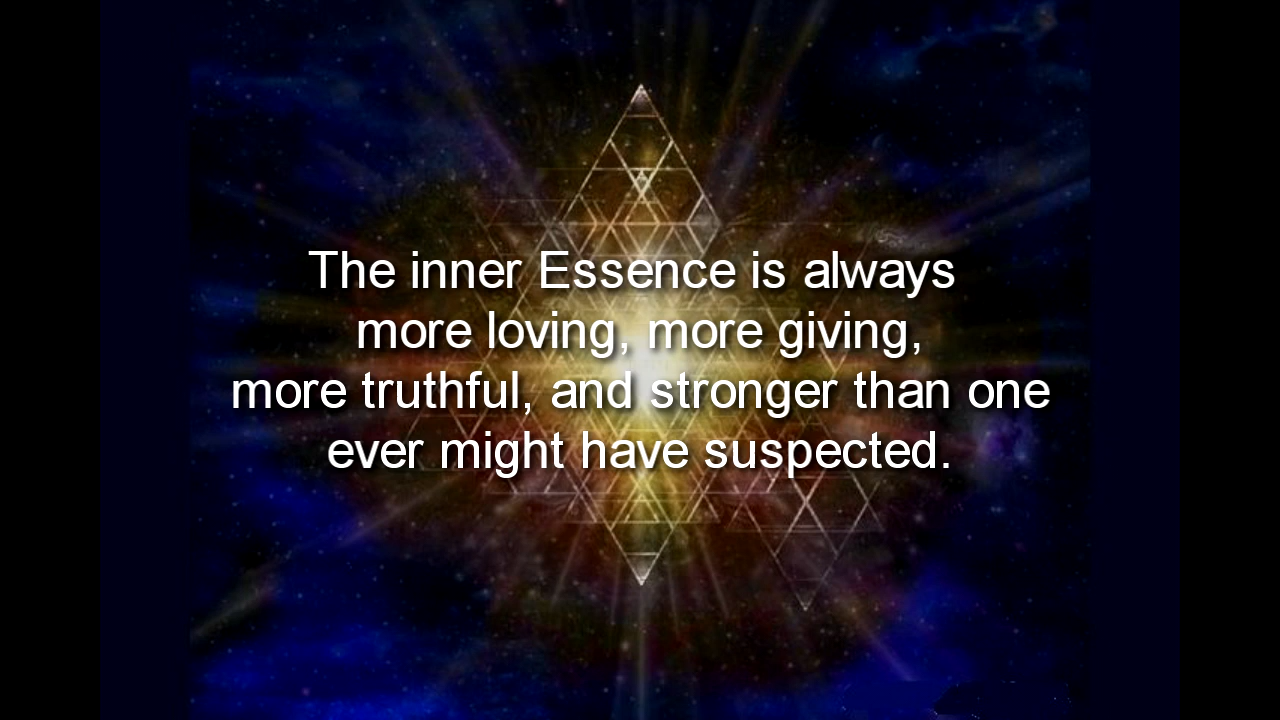 The inner Essence is always
more loving, more giving,
more truthful, and stronger than one
ever might have suspected.